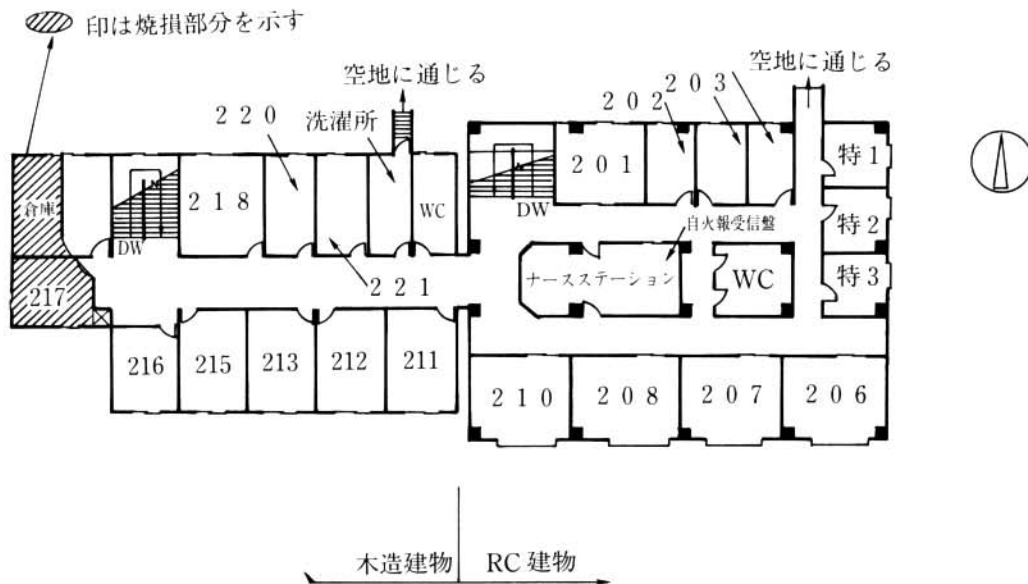 印は焼損部分を示す
空地に通じる
空地に通じる
220
洗濯所
202
203
倉庫
218
WC
201
特1
DW
DW
自火報受信盤
特2
217
221
ナースステーション
WC
特3
216
215
213
212
211
210
208
207
206
木造建物
RC建物